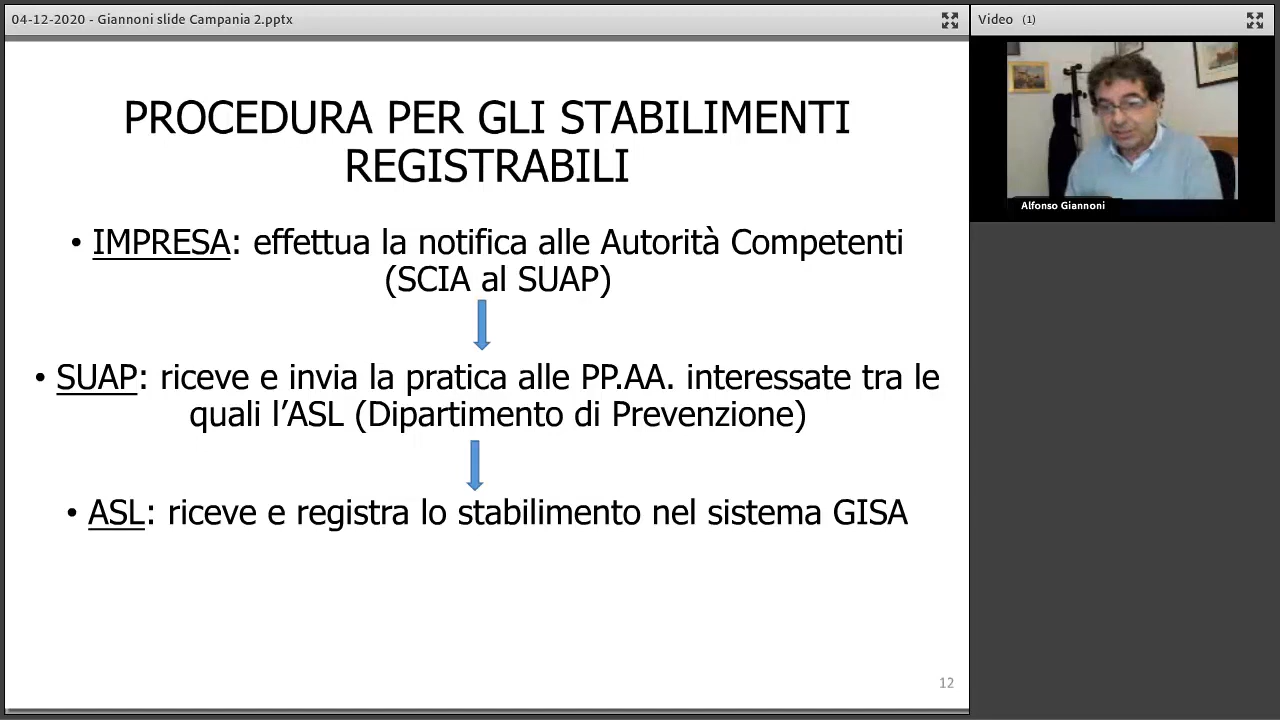 04-12-2020 - Giannoni slide Campania 2.pptx
Video (1)
PROCEDURA PER GLI STABILIMENTI
REGISTRABILI
• IMPRESA: effettua la notifica alle Autorità Competenti
(SCIA al SUAP)
• SUAP: riceve e invia la pratica alle PP.AA. interessate tra le
quali l’ASL (Dipartimento di Prevenzione)
• ASL: riceve e registra lo stabilimento nel sistema GISA
12
Alfonso Giannoni